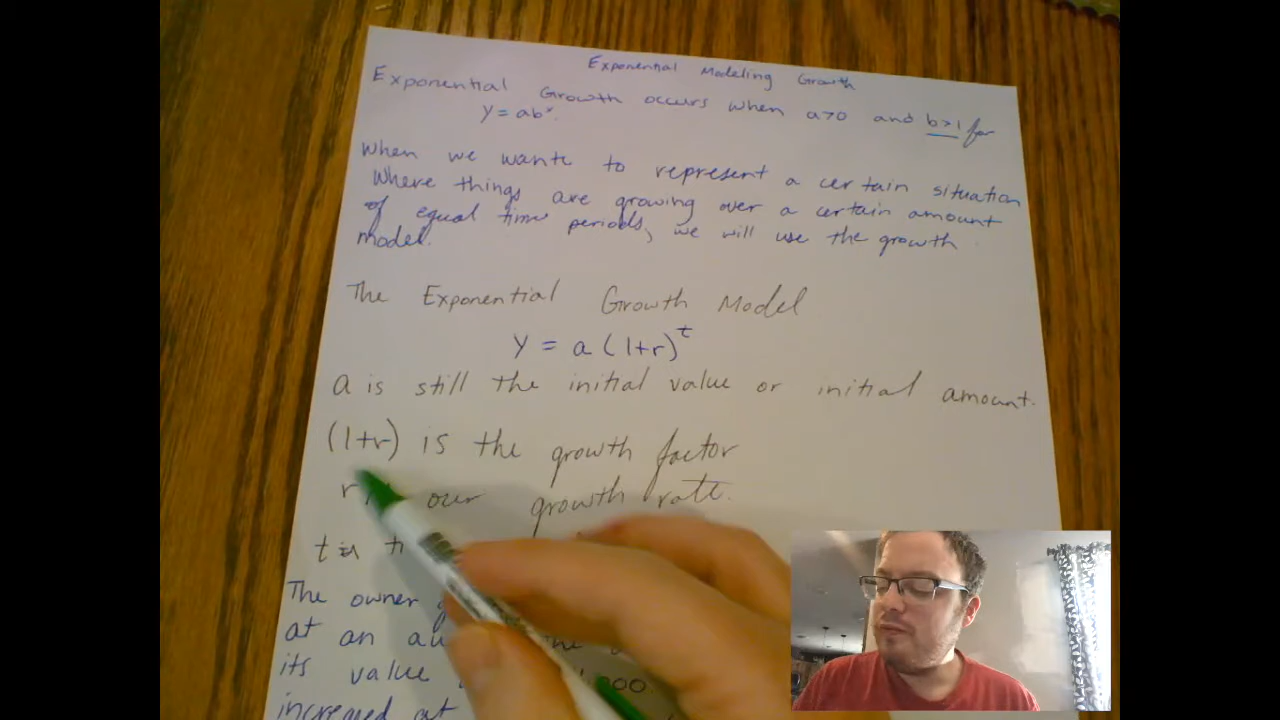 Exponential Modeling Growth
Exponential Growth occurs when a>0 and b>1 for
y = abˣ.
When we want to represent a certain situation
where things are growing over a certain amount
of equal time periods, we will use the growth
model.
The Exponential Growth Model
y = a(1+r)ᵗ
a is still the initial value or initial amount.
(1+r) is the growth factor
r our growth rate.
t is
The owner
at an
its value 000
increased at